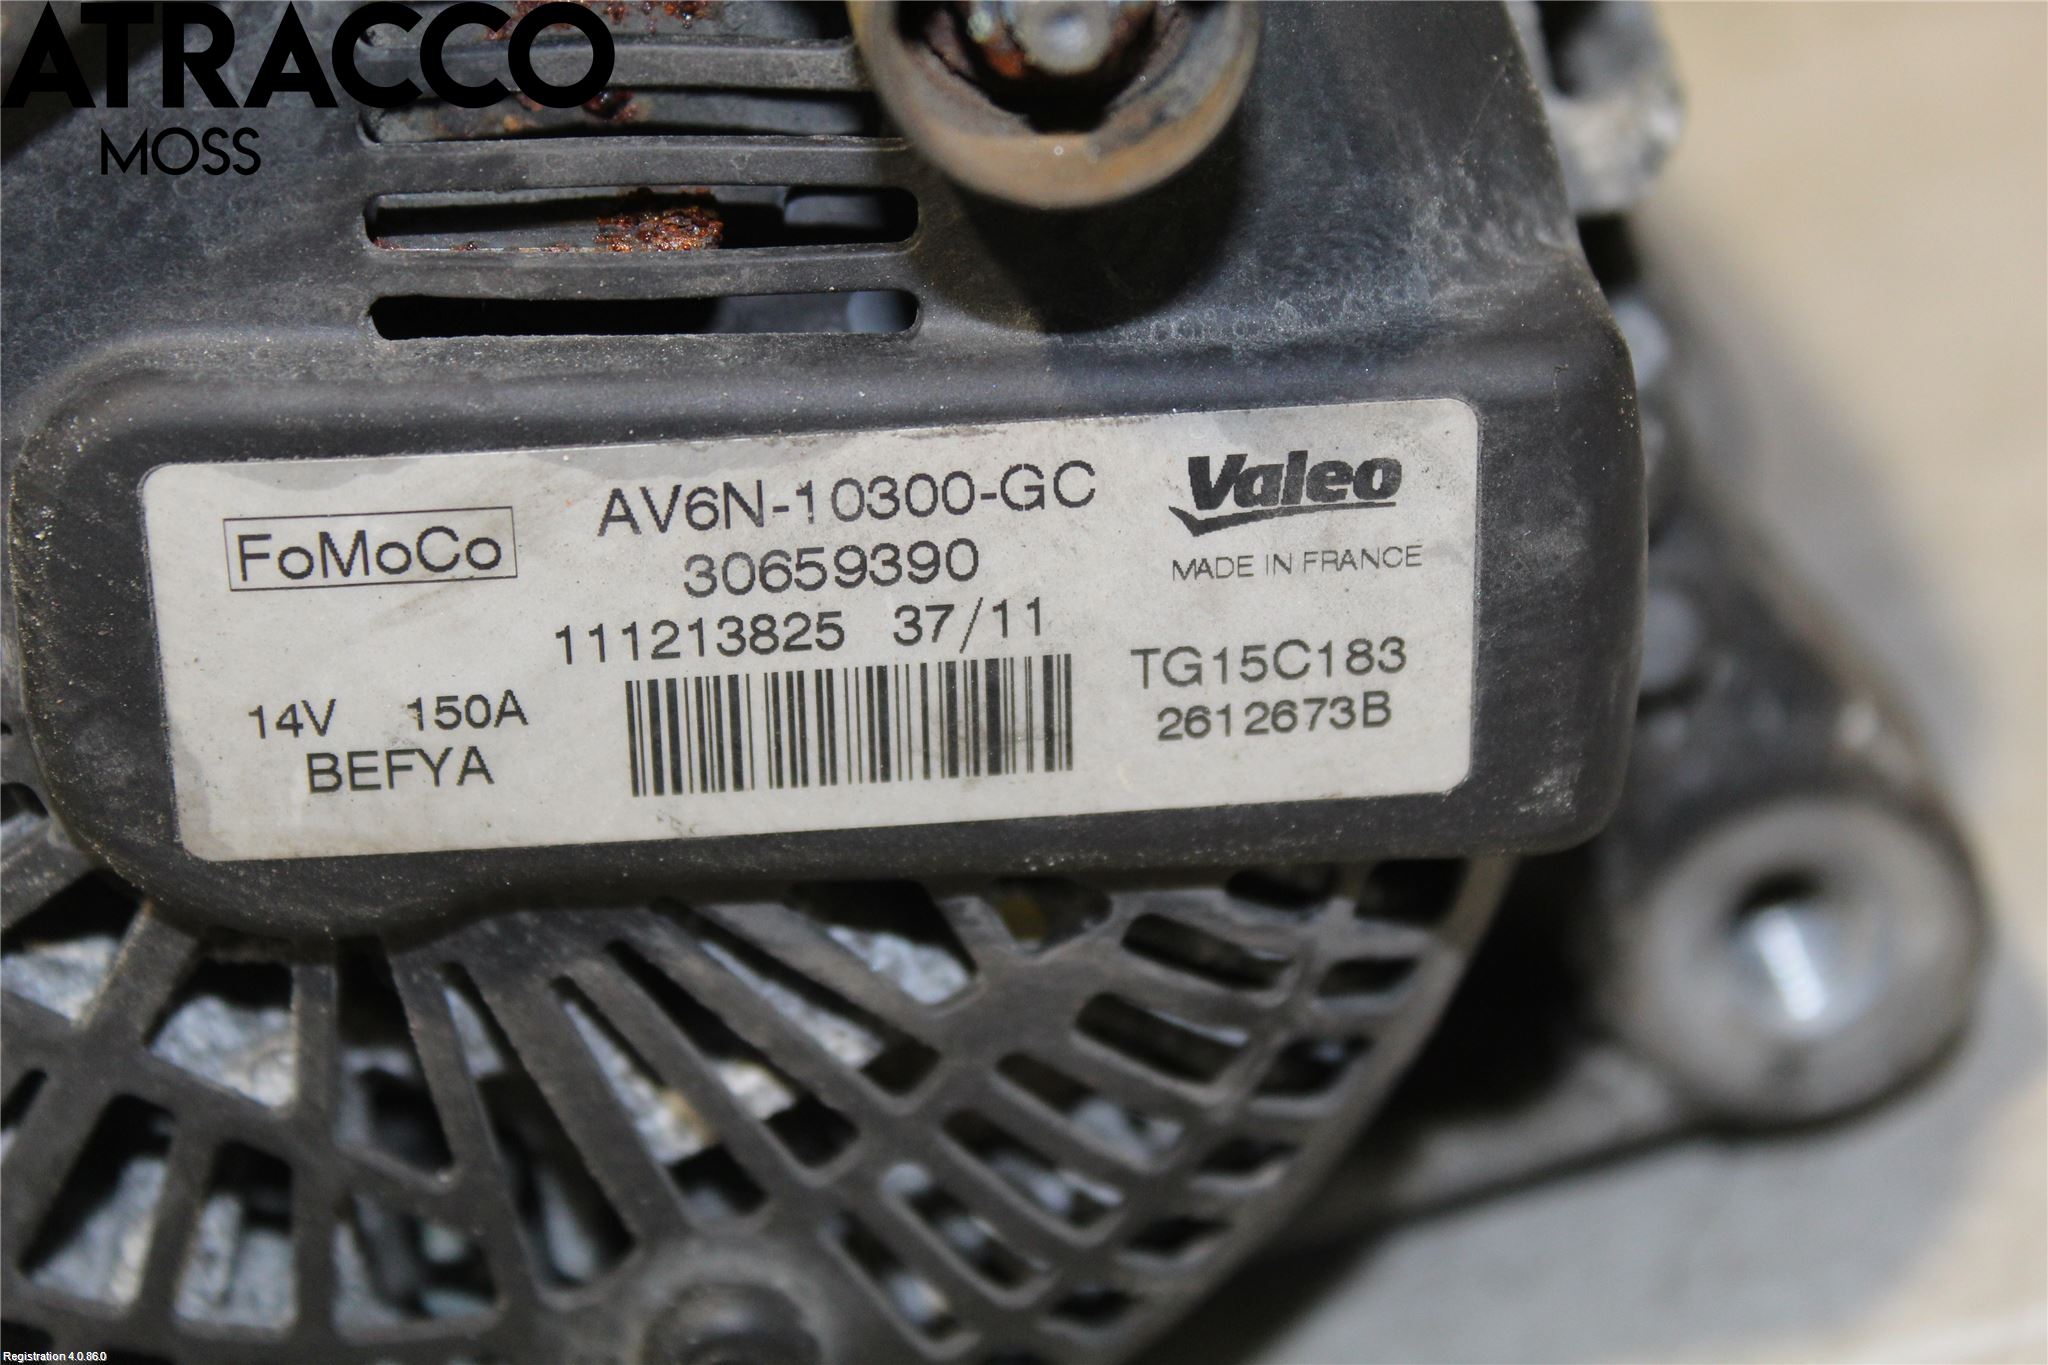 ATRACCO
MOSS
FoMoCo
AV6N-10300-GC
30659390
111213825 37/11
Valeo
MADE IN FRANCE
14V 150A
BEFYA
TG15C183
2612673B
Registration 4.0.86.0